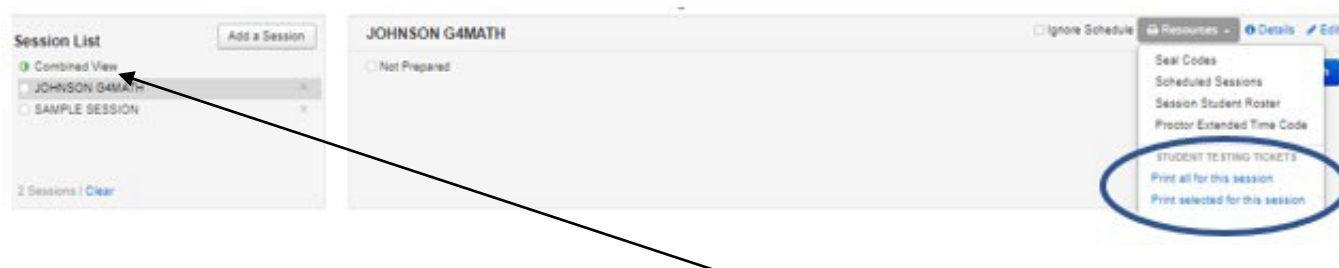 Session List
Add a Session
Combined View
JOHNSON G4MATH
SAMPLE SESSION
2 Sessions | Clear
JOHNSON G4MATH
Ignore Schedule
Resources
Details
Edit
Not Prepared
Seal Codes
Scheduled Sessions
Session Student Roster
Proctor Extended Time Code
STUDENT TESTING TICKETS
Print all for this session
Print selected for this session